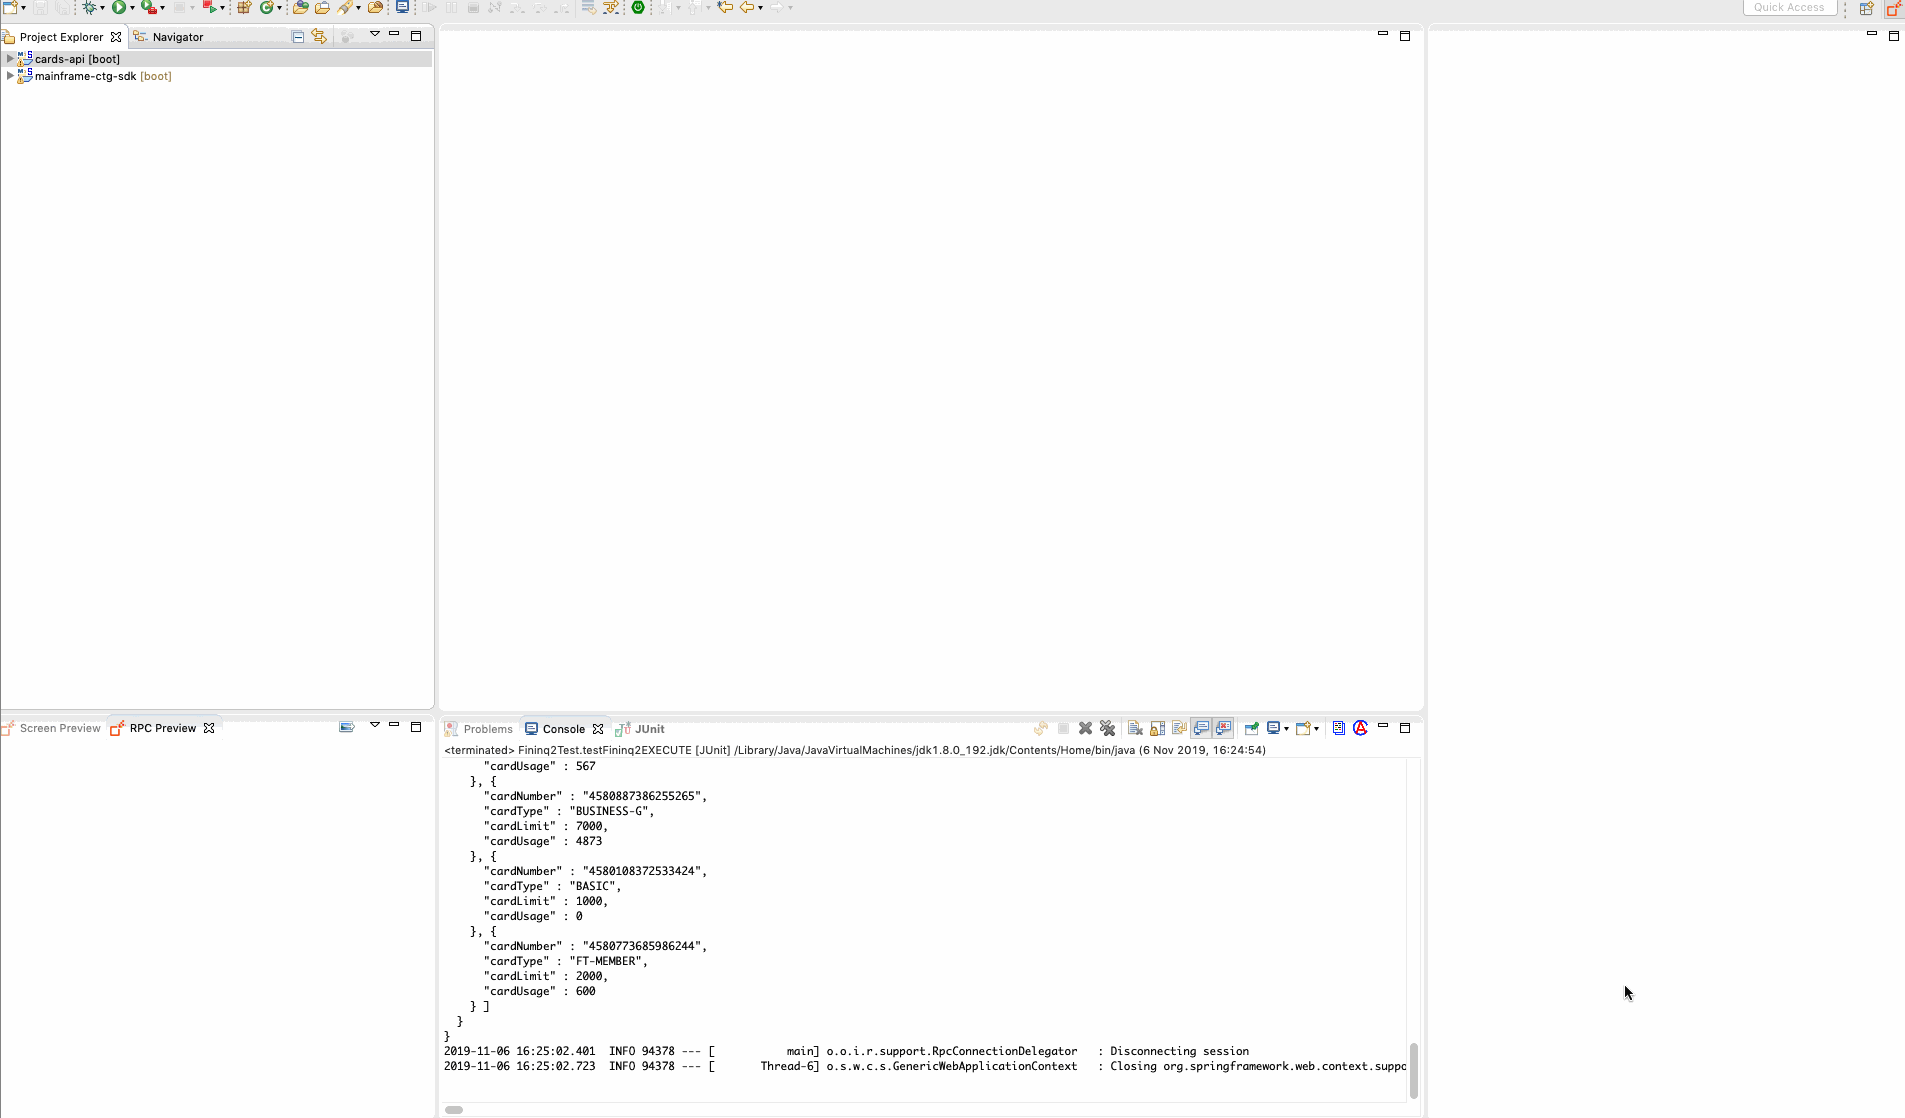 Quick Access
Project Explorer
Navigator
cards-api [boot]
mainframe-ctg-sdk [boot]
Screen Preview
RPC Preview
Problems
Console
JUnit
<terminated> Fininq2Test.testFininq2EXECUTE [JUnit] /Library/Java/JavaVirtualMachines/jdk1.8.0_192.jdk/Contents/Home/bin/java (6 Nov 2019, 16:24:54)
"cardUsage" : 567
}, {
"cardNumber" : "4580887386255265",
"cardType" : "BUSINESS-G",
"cardLimit" : 7000,
"cardUsage" : 4873
}, {
"cardNumber" : "4580108372533424",
"cardType" : "BASIC",
"cardLimit" : 1000,
"cardUsage" : 0
}, {
"cardNumber" : "4580773685986244",
"cardType" : "FT-MEMBER",
"cardLimit" : 2000,
"cardUsage" : 600
} ]
}
}
2019-11-06 16:25:02.401  INFO 94378 --- [           main] o.o.i.r.support.RpcConnectionDelegator   : Disconnecting session
2019-11-06 16:25:02.723  INFO 94378 --- [       Thread-6] o.s.w.c.s.GenericWebApplicationContext   : Closing org.springframework.web.context.suppo